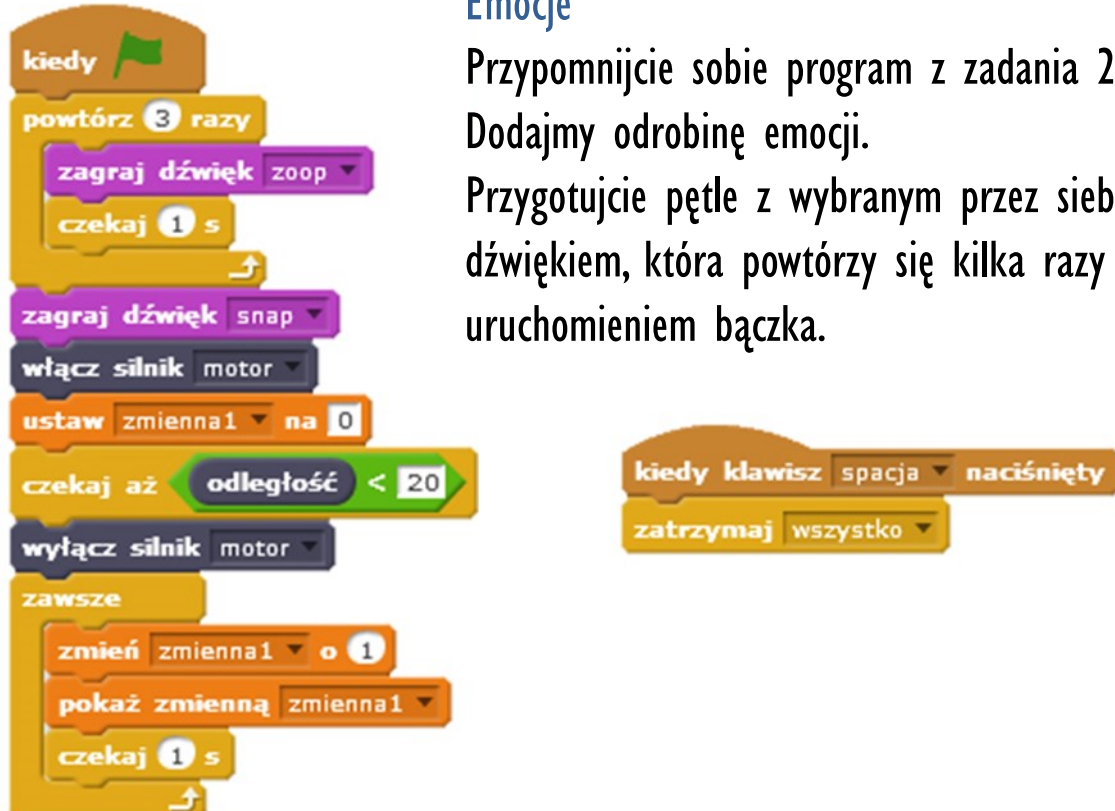 Emocje
Przypomnijcie sobie program z zadania 2
Dodajmy odrobinę emocji.
Przygotujcie pętle z wybranym przez sieb
dźwiękiem, która powtórzy się kilka razy
uruchomieniem bączka.
kiedy
powtórz 3 razy
zagraj dźwięk zoop
czekaj 1 s
zagraj dźwięk snap
włącz silnik motor
ustaw zmienna1 na 0
czekaj aż odległość < 20
wyłącz silnik motor
zawsze
zmień zmienna1 o 1
pokaż zmienną zmienna1
czekaj 1 s
kiedy klawisz spacja naciśnięty
zatrzymaj wszystko